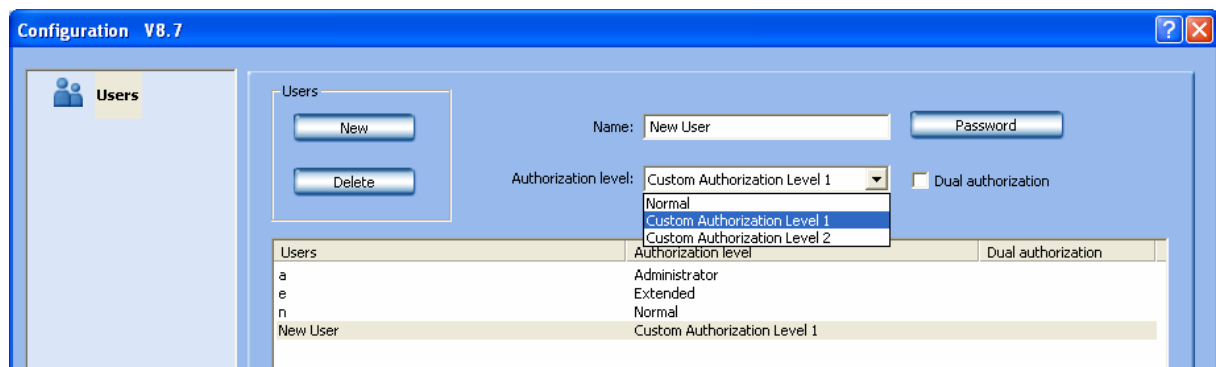 Configuration V8.7
Users
Users
New
Name: New User
Password
Delete
Authorization level: Custom Authorization Level 1
Dual authorization
Normal
Custom Authorization Level 1
Custom Authorization Level 2
Users Authorization level Dual authorization
a Administrator
e Extended
n Normal
New User Custom Authorization Level 1